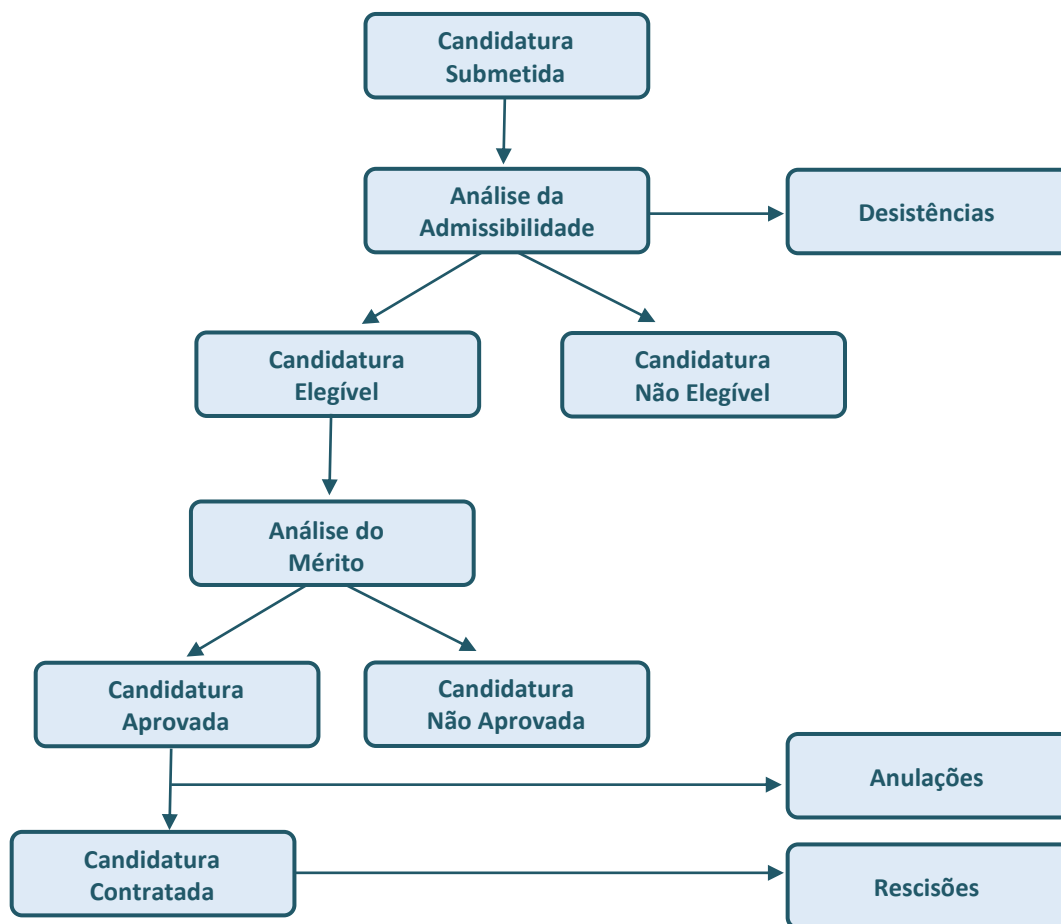 Candidatura
Submetida
Análise da
Admissibilidade
Desistências
Candidatura
Elegível
Candidatura
Não Elegível
Análise do
Mérito
Candidatura
Aprovada
Candidatura
Não Aprovada
Anulações
Candidatura
Contratada
Rescisões